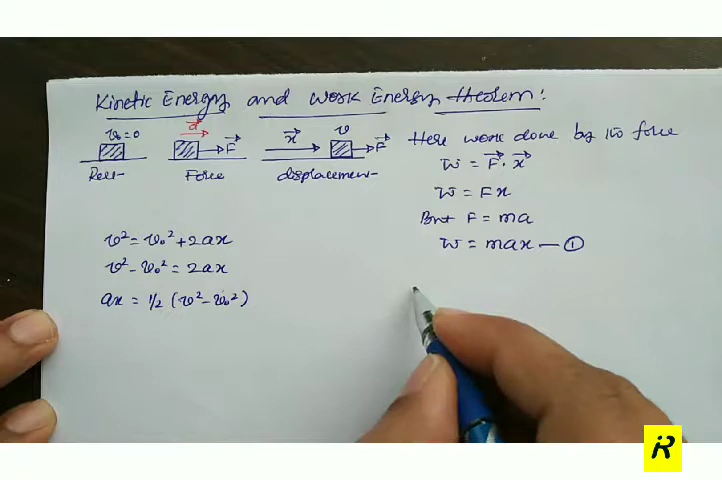 Kinetic Energy and Work Energy theorem:
v₀=0
a⃗
F⃗
x⃗
v
F⃗
Rest
Force
displacement
v² = v₀² + 2ax
v² - v₀² = 2ax
ax = 1/2 (v² - v₀²)
Here work done by the force
W = F⃗ . x⃗
W = Fx
But F = ma
W = max — ①
R